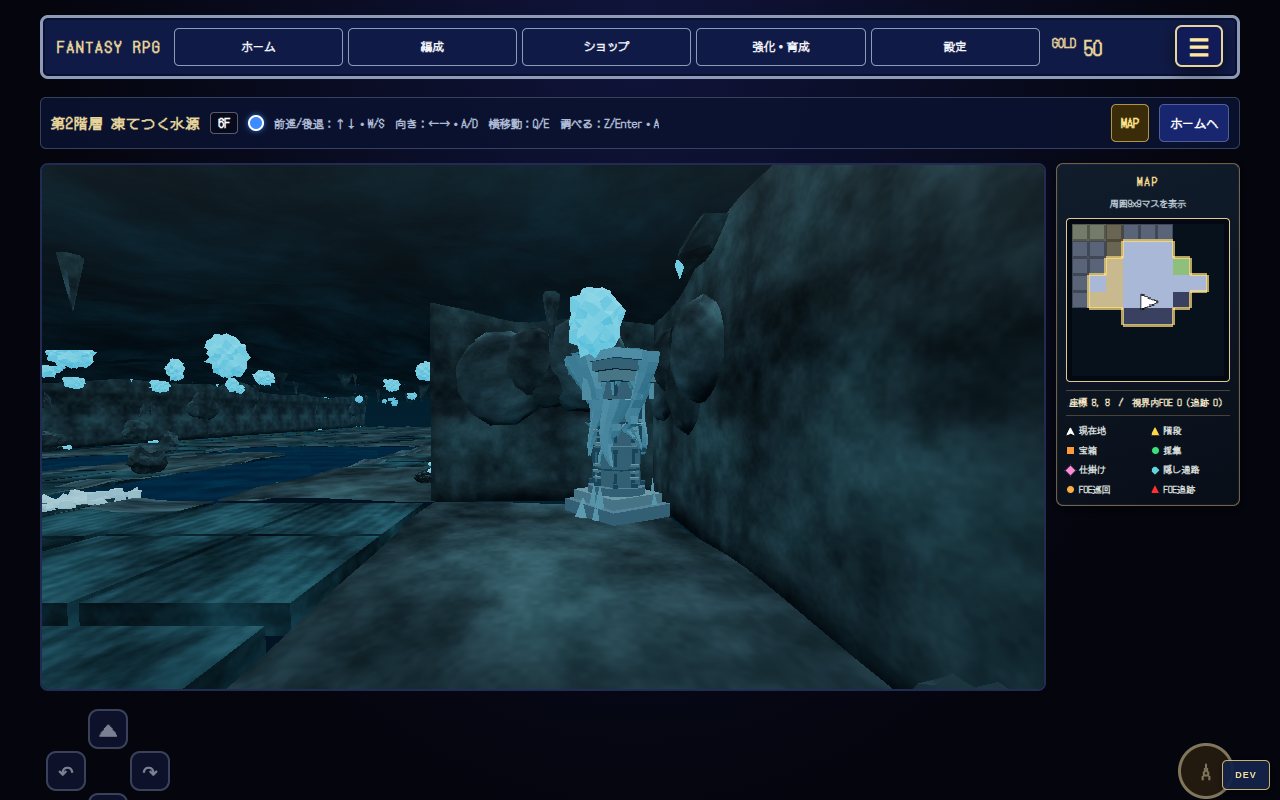 FANTASY RPG
ホーム
編成
ショップ
強化・育成
設定
GOLD 50
第2階層 凍てつく水源
6F
前進/後退:↑↓・W/S 向き:←→・A/D 横移動:Q/E 調べる:Z/Enter・A
MAP
ホームへ
MAP
周囲9x9マスを表示
座標 8, 8 / 視界内FOE 0 (追跡 0)
現在地
階段
宝箱
採集
仕掛け
隠し通路
FOE巡回
FOE追跡
A
DEV